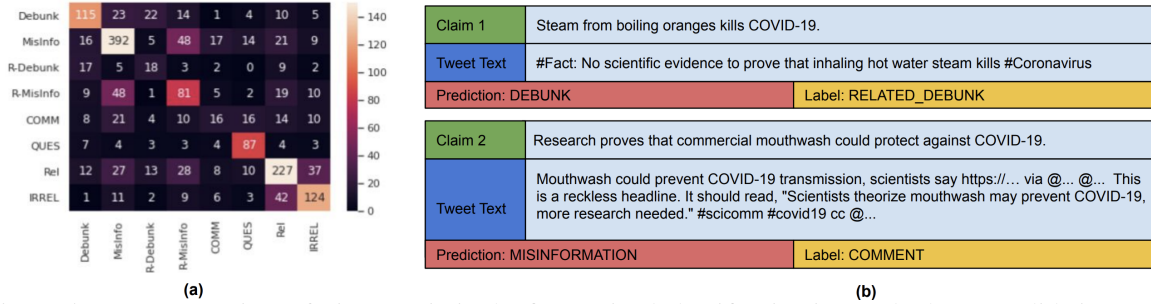 Debunk 115 23 22 14 1 4 10 5
MisInfo 16 392 5 48 17 14 21 9
R-Debunk 17 5 18 3 2 0 9 2
R-MisInfo 9 48 1 81 5 2 19 10
COMM 8 21 4 10 16 16 14 10
QUES 7 4 3 3 4 87 4 3
Rel 12 27 13 28 8 10 227 37
IRREL 1 11 2 9 6 3 42 124
Debunk MisInfo R-Debunk R-MisInfo COMM QUES Rel IRREL
140
120
100
80
60
40
20
0
(a)
Claim 1 Steam from boiling oranges kills COVID-19.
Tweet Text #Fact: No scientific evidence to prove that inhaling hot water steam kills #Coronavirus
Prediction: DEBUNK Label: RELATED_DEBUNK
Claim 2 Research proves that commercial mouthwash could protect against COVID-19.
Tweet Text
Mouthwash could prevent COVID-19 transmission, scientists say https://… via @... @... This
is a reckless headline. It should read, "Scientists theorize mouthwash may prevent COVID-19,
more research needed." #scicomm #covid19 cc @...
Prediction: MISINFORMATION Label: COMMENT
(b)